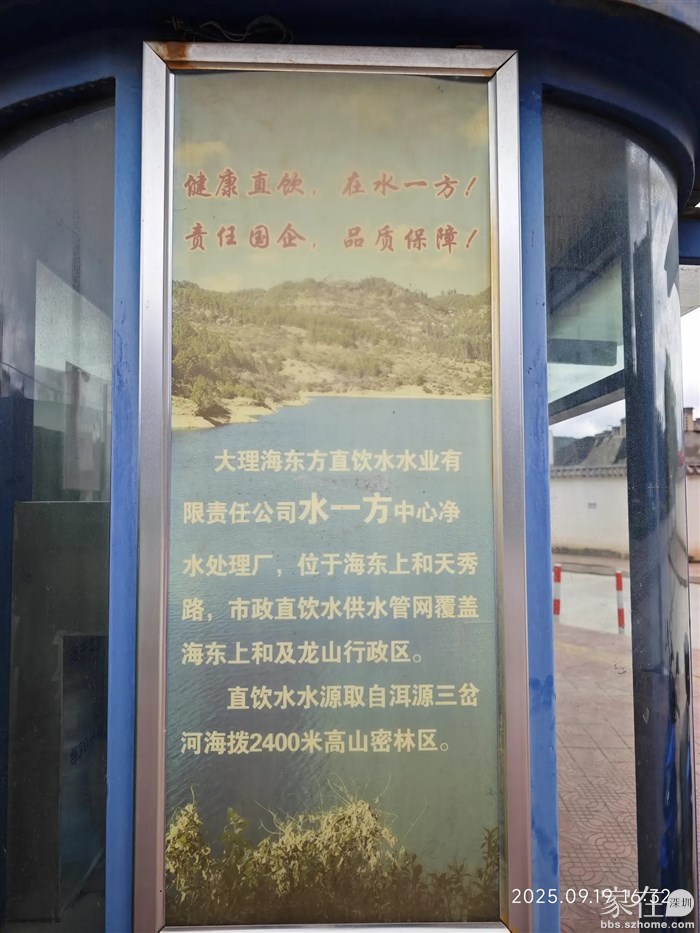 健康直饮，在水一方！
责任国企，品质保障！
大理海东方直饮水水业有
限责任公司水一方中心净
水处理厂，位于海东上和天秀
路，市政直饮水供水管网覆盖
海东上和及龙山行政区。
直饮水水源取自洱源三岔
河海拨2400米高山密林区。
2025.09.19 16:32
家在深圳
bbs.szhome.com